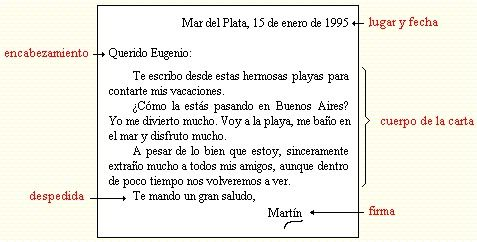 Mar del Plata, 15 de enero de 1995 lugar y fecha
encabezamiento Querido Eugenio:
Te escribo desde estas hermosas playas para
contarte mis vacaciones.
¿Cómo la estás pasando en Buenos Aires?
Yo me divierto mucho. Voy a la playa, me baño en
cuerpo de la carta
el mar y disfruto mucho.
A pesar de lo bien que estoy, sinceramente
extraño mucho a todos mis amigos, aunque dentro
de poco tiempo nos volveremos a ver.
despedida Te mando un gran saludo,
Martín firma